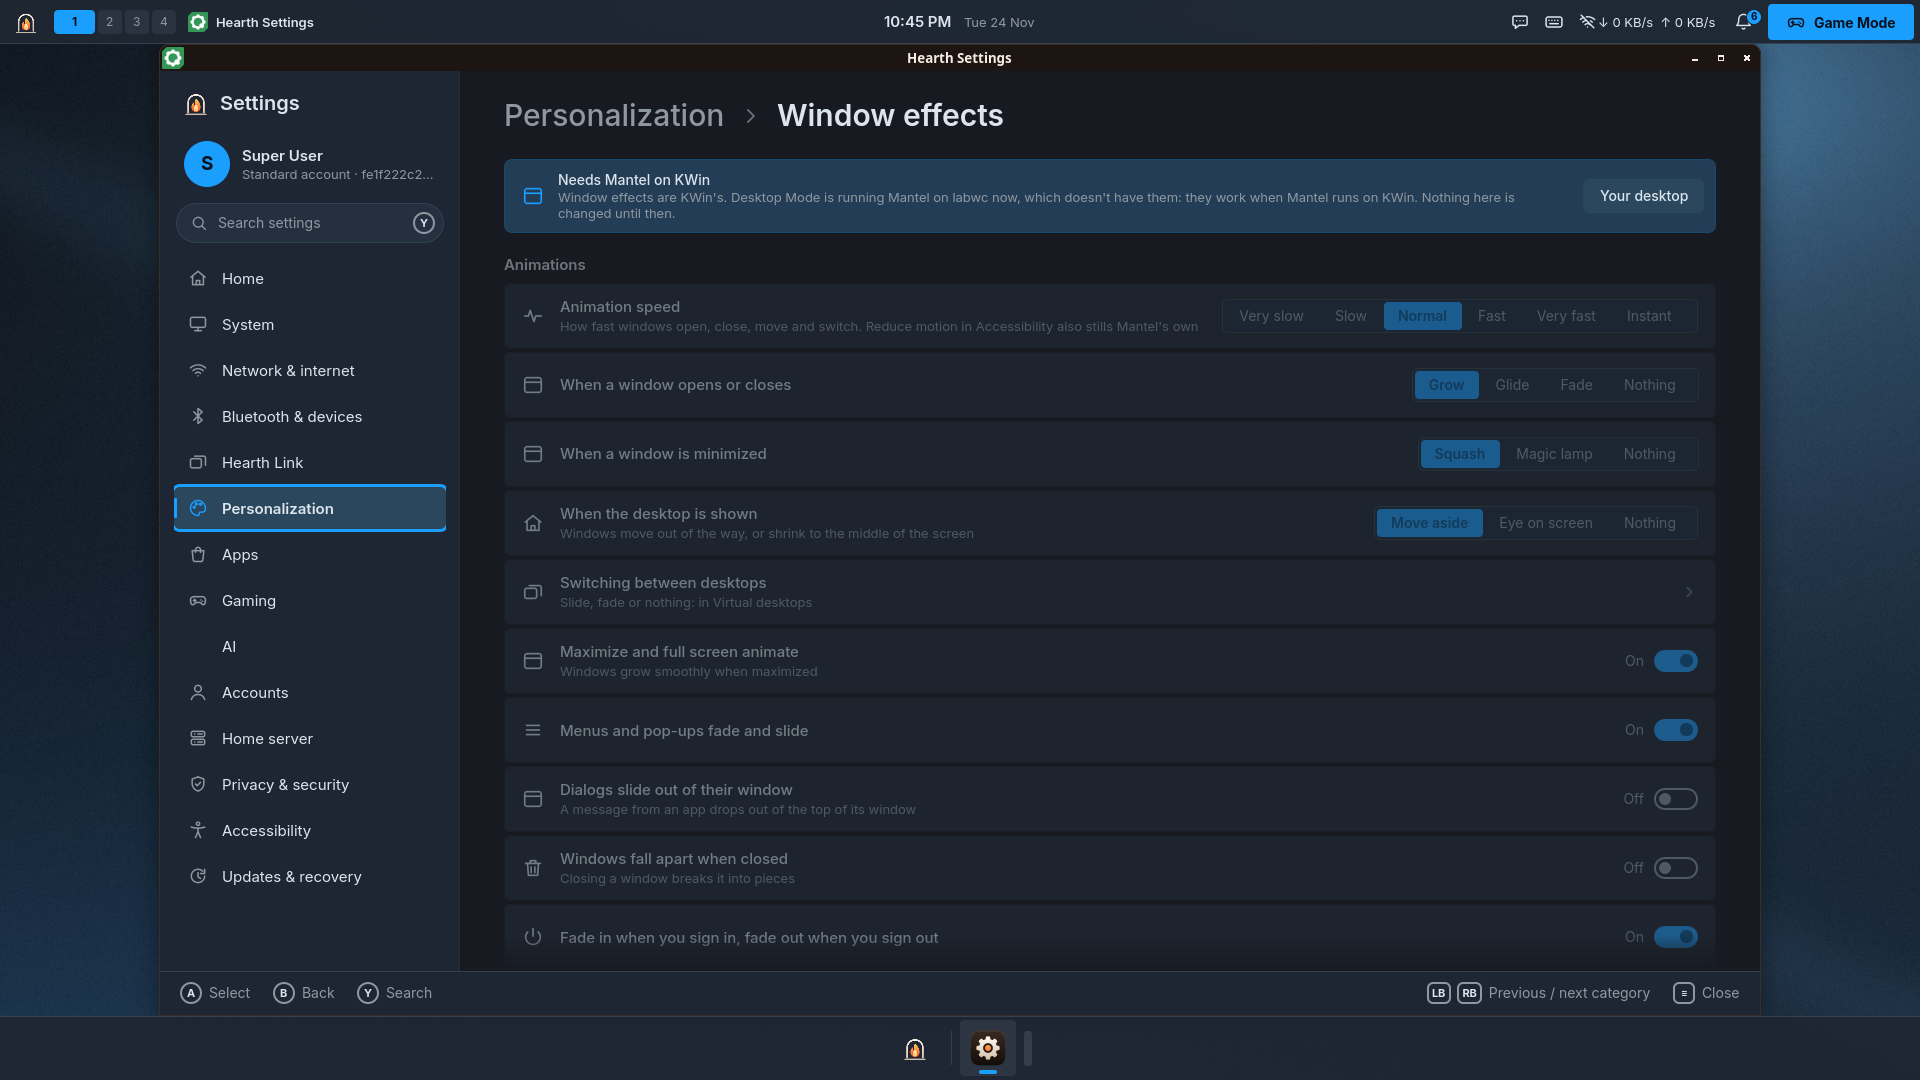 1 2 3 4 Hearth Settings
10:45 PM Tue 24 Nov
↓ 0 KB/s ↑ 0 KB/s
6
Game Mode
Hearth Settings
Settings
S
Super User
Standard account · fe1f222c2...
Search settings
Y
Home
System
Network & internet
Bluetooth & devices
Hearth Link
Personalization
Apps
Gaming
AI
Accounts
Home server
Privacy & security
Accessibility
Updates & recovery
Personalization > Window effects
Needs Mantel on KWin
Window effects are KWin's. Desktop Mode is running Mantel on labwc now, which doesn't have them: they work when Mantel runs on KWin. Nothing here is
changed until then.
Your desktop
Animations
Animation speed
How fast windows open, close, move and switch. Reduce motion in Accessibility also stills Mantel's own
Very slow Slow Normal Fast Very fast Instant
When a window opens or closes
Grow Glide Fade Nothing
When a window is minimized
Squash Magic lamp Nothing
When the desktop is shown
Windows move out of the way, or shrink to the middle of the screen
Move aside Eye on screen Nothing
Switching between desktops
Slide, fade or nothing: in Virtual desktops
Maximize and full screen animate
Windows grow smoothly when maximized
On
Menus and pop-ups fade and slide
On
Dialogs slide out of their window
A message from an app drops out of the top of its window
Off
Windows fall apart when closed
Closing a window breaks it into pieces
Off
Fade in when you sign in, fade out when you sign out
On
A Select B Back Y Search
LB RB Previous / next category ≡ Close